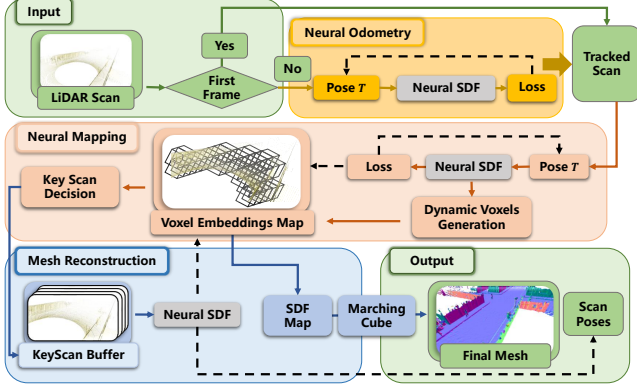 Input
Yes
LiDAR Scan
First
Frame
No
Neural Odometry
Pose T
Neural SDF
Loss
Tracked
Scan
Neural Mapping
Key Scan
Decision
Voxel Embeddings Map
Loss
Neural SDF
Pose T
Dynamic Voxels
Generation
Mesh Reconstruction
KeyScan Buffer
Neural SDF
SDF
Map
Marching
Cube
Output
Final Mesh
Scan
Poses